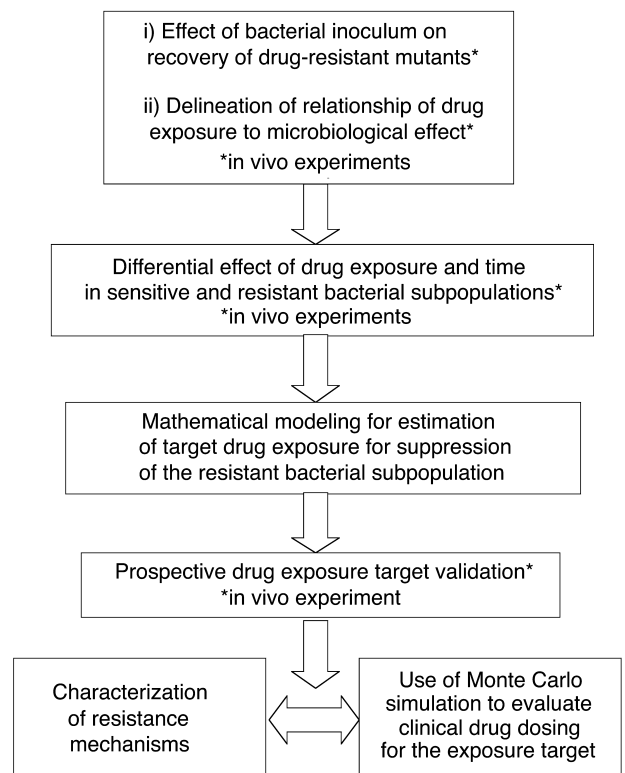 i) Effect of bacterial inoculum on
recovery of drug-resistant mutants*
ii) Delineation of relationship of drug
exposure to microbiological effect*
*in vivo experiments
Differential effect of drug exposure and time
in sensitive and resistant bacterial subpopulations*
*in vivo experiments
Mathematical modeling for estimation
of target drug exposure for suppression
of the resistant bacterial subpopulation
Prospective drug exposure target validation*
*in vivo experiment
Characterization
of resistance
mechanisms
Use of Monte Carlo
simulation to evaluate
clinical drug dosing
for the exposure target